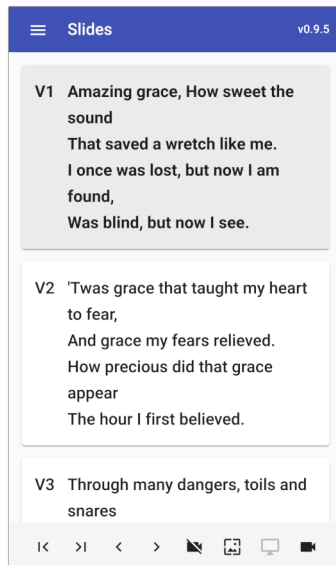 Slides v0.9.5
V1 Amazing grace, How sweet the
sound
That saved a wretch like me.
I once was lost, but now I am
found,
Was blind, but now I see.
V2 'Twas grace that taught my heart
to fear,
And grace my fears relieved.
How precious did that grace
appear
The hour I first believed.
V3 Through many dangers, toils and
snares